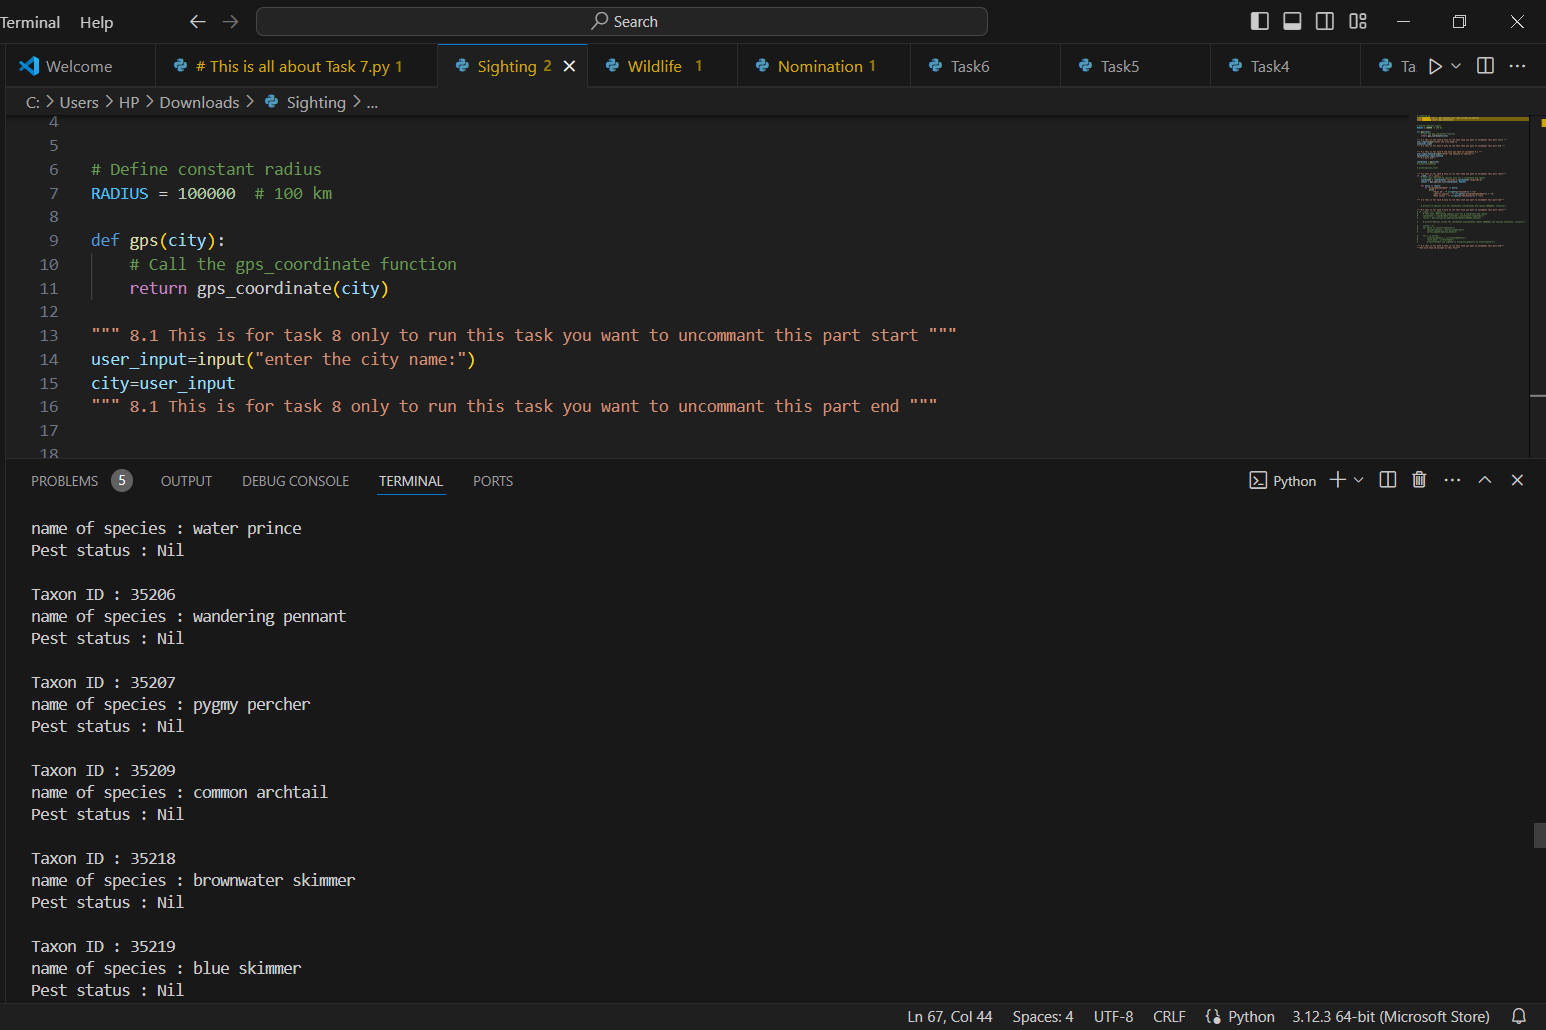 Terminal Help Search
Welcome # This is all about Task 7.py 1 Sighting 2 Wildlife 1 Nomination 1 Task6 Task5 Task4 Ta
C: > Users > HP > Downloads > Sighting > ...
4
5
6 # Define constant radius
7 RADIUS = 100000 # 100 km
8
9 def gps(city):
10 # Call the gps_coordinate function
11 return gps_coordinate(city)
12
13 """ 8.1 This is for task 8 only to run this task you want to uncommant this part start """
14 user_input=input("enter the city name:")
15 city=user_input
16 """ 8.1 This is for task 8 only to run this task you want to uncommant this part end """
17
18
PROBLEMS 5 OUTPUT DEBUG CONSOLE TERMINAL PORTS Python
name of species : water prince
Pest status : Nil
Taxon ID : 35206
name of species : wandering pennant
Pest status : Nil
Taxon ID : 35207
name of species : pygmy percher
Pest status : Nil
Taxon ID : 35209
name of species : common archtail
Pest status : Nil
Taxon ID : 35218
name of species : brownwater skimmer
Pest status : Nil
Taxon ID : 35219
name of species : blue skimmer
Pest status : Nil
Ln 67, Col 44 Spaces: 4 UTF-8 CRLF Python 3.12.3 64-bit (Microsoft Store)